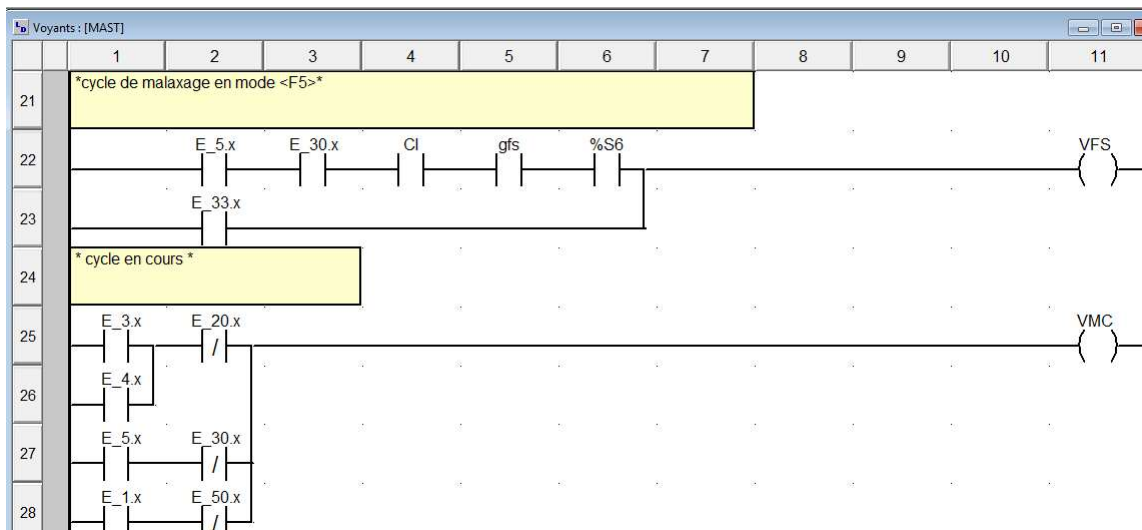 Voyants : [MAST]
1 2 3 4 5 6 7 8 9 10 11
21 *cycle de malaxage en mode <F5>*
E_5.x E_30.x CI gfs %S6 VFS
22
E_33.x
23
24 * cycle en cours *
E_3.x E_20.x VMC
25 /
E_4.x
26
E_5.x E_30.x
27 /
E_1.x E_50.x
28 /